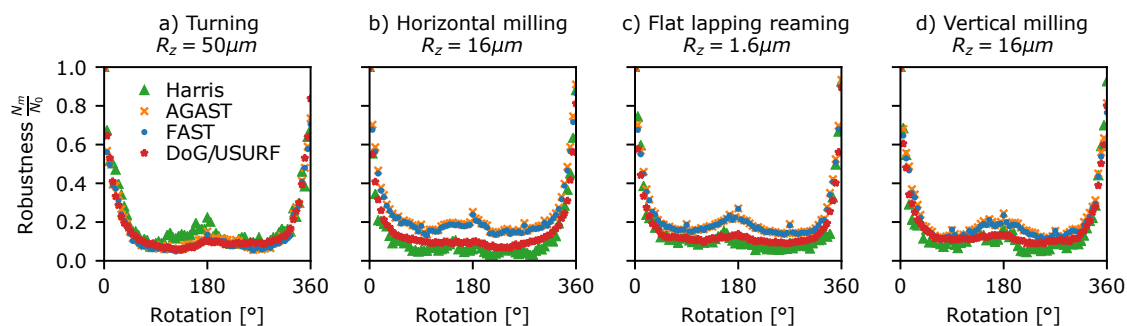 a) Turning
R_z = 50μm
b) Horizontal milling
R_z = 16μm
c) Flat lapping reaming
R_z = 1.6μm
d) Vertical milling
R_z = 16μm
Robustness N_m/N_0
1.0
0.8
0.6
0.4
0.2
0.0
Harris
AGAST
FAST
DoG/USURF
0 180 360
0 180 360
0 180 360
0 180 360
Rotation [°]
Rotation [°]
Rotation [°]
Rotation [°]